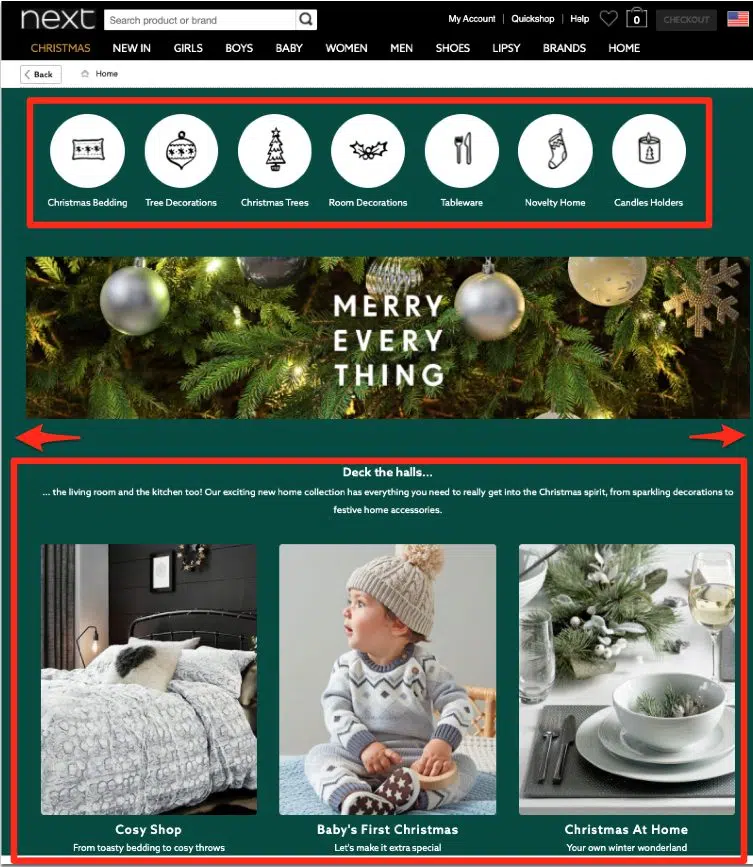 next
Search product or brand
My Account | Quickshop | Help
0
CHECKOUT
CHRISTMAS NEW IN GIRLS BOYS BABY WOMEN MEN SHOES LIPSY BRANDS HOME
Back
Home
Christmas Bedding
Tree Decorations
Christmas Trees
Room Decorations
Tableware
Novelty Home
Candles Holders
MERRY
EVERY
THING
Deck the halls...
... the living room and the kitchen too! Our exciting new home collection has everything you need to really get into the Christmas spirit, from sparkling decorations to
festive home accessories.
Cosy Shop
From toasty bedding to cosy throws
Baby's First Christmas
Let's make it extra special
Christmas At Home
Your own winter wonderland